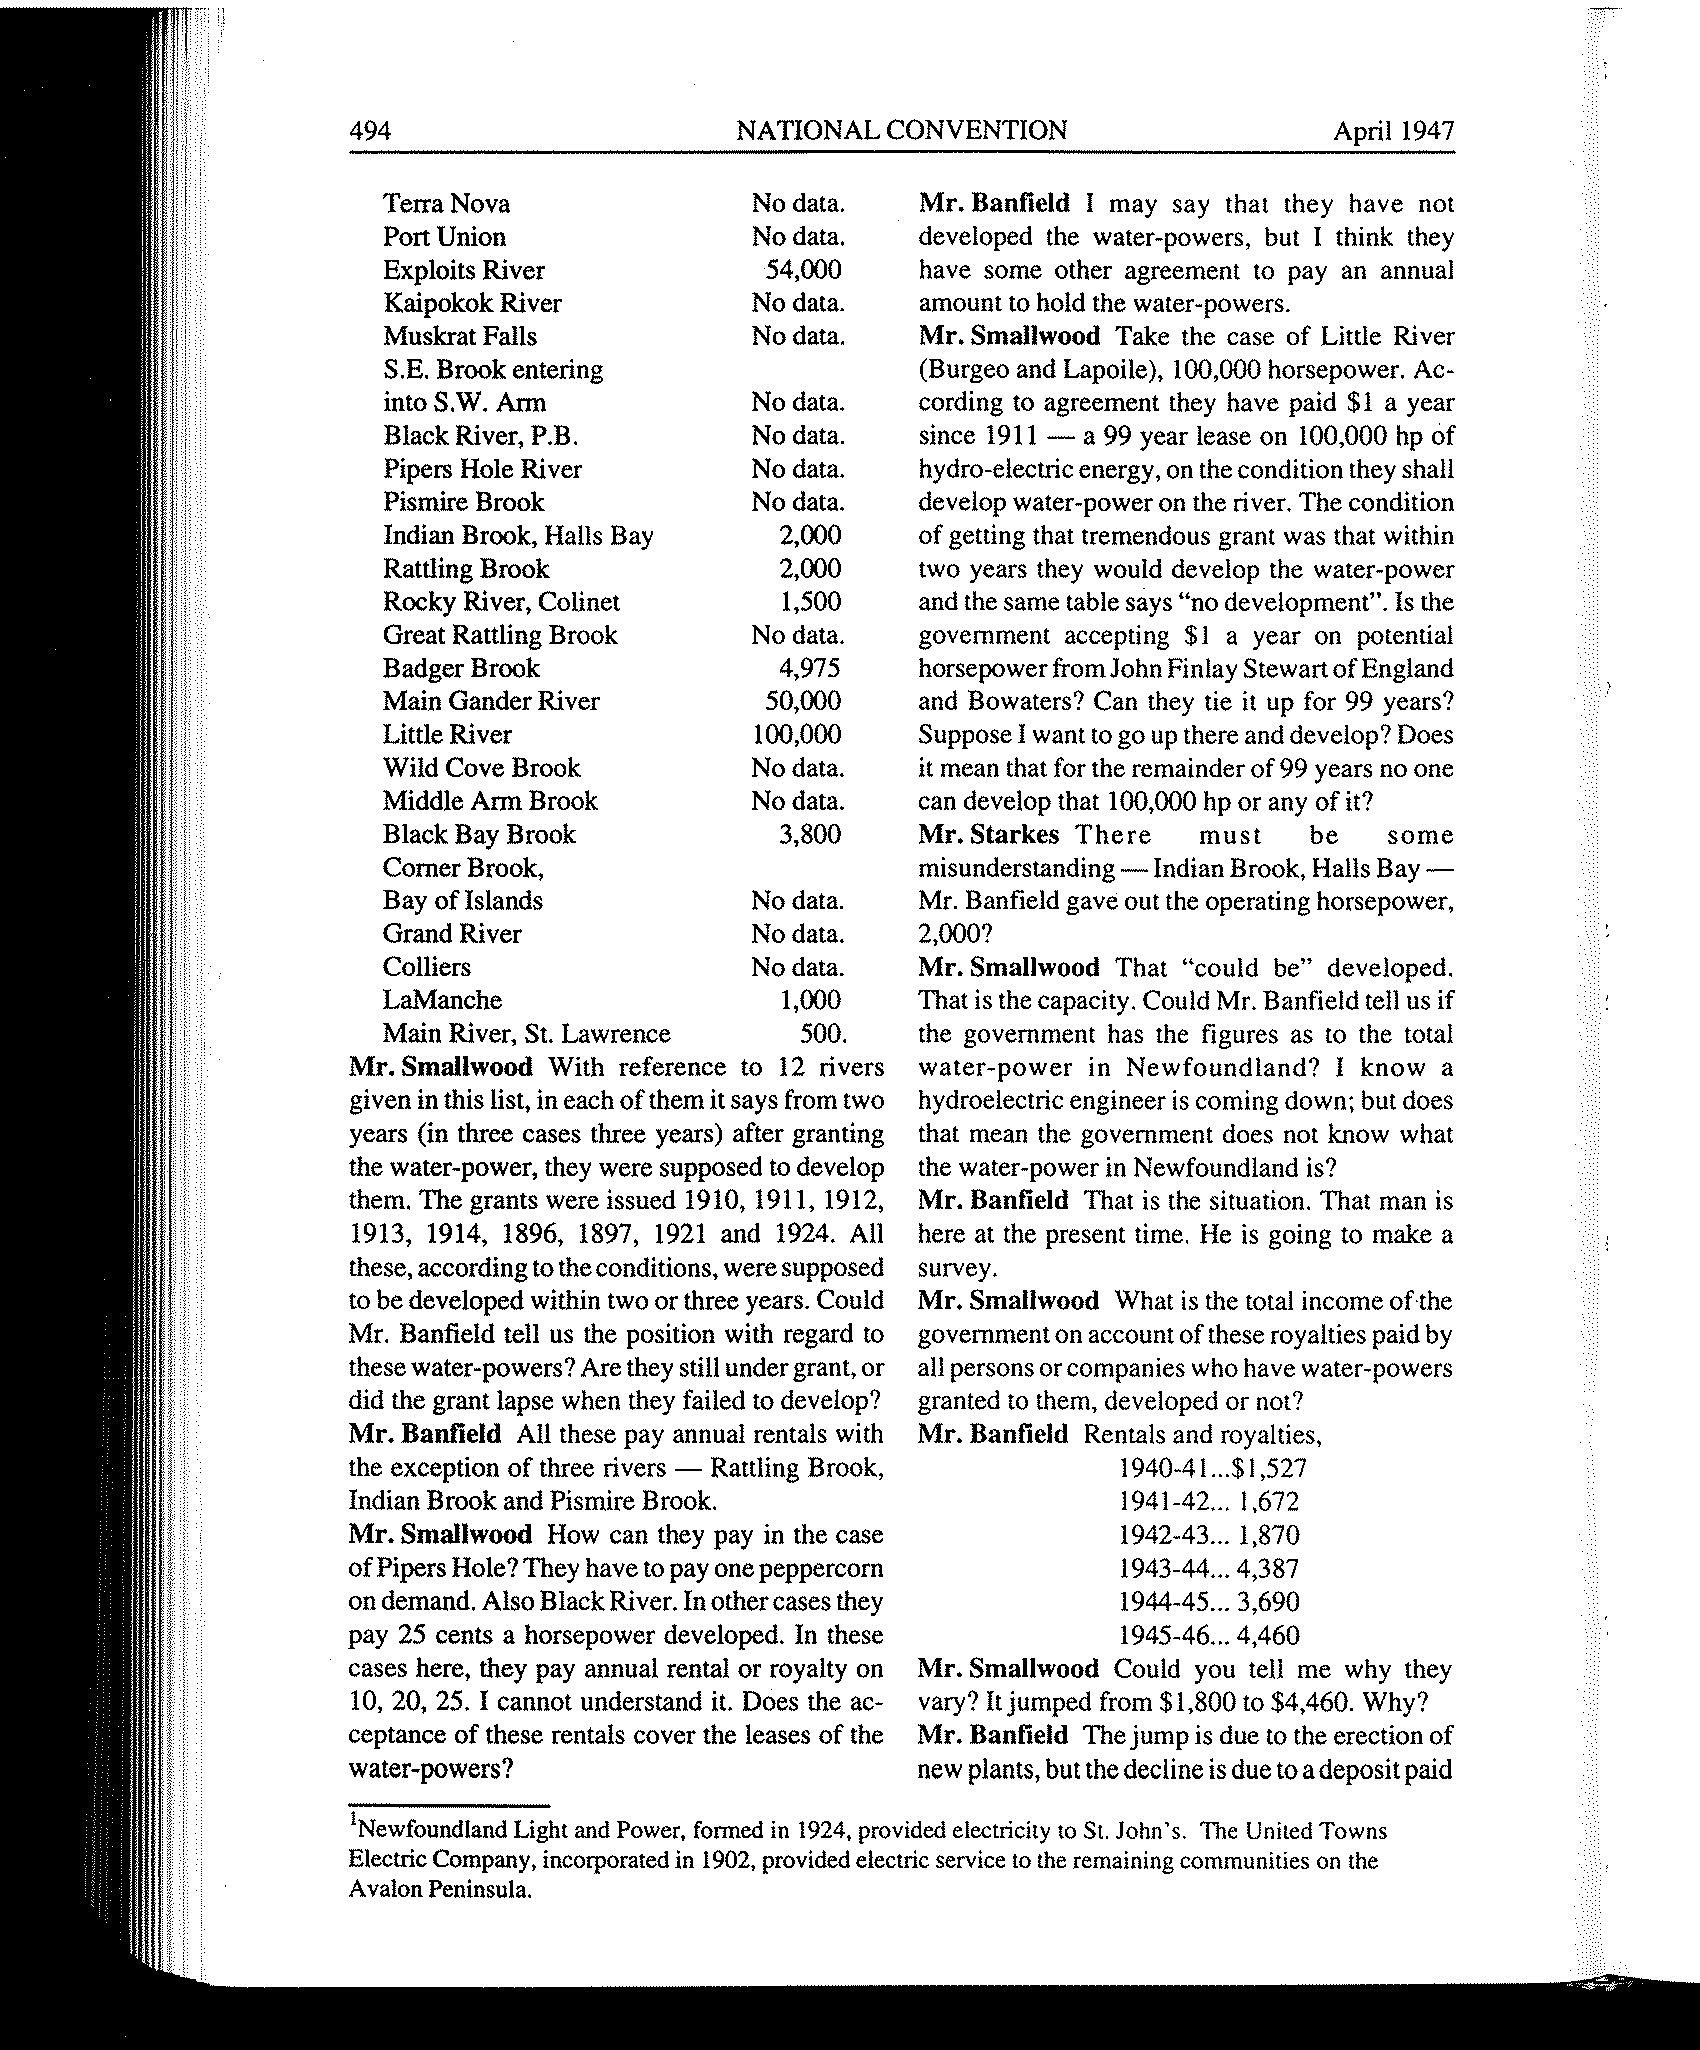 494 NATIONAL CONVENTION April 1947
Terra Nova No data.
Port Union No data.
Exploits River 54,000
Kaipokok River No data.
Muskrat Falls No data.
S.E. Brook entering
into S.W. Arm No data.
Black River, P.B. No data.
Pipers Hole River No data.
Pismire Brook No data.
Indian Brook, Halls Bay 2,000
Rattling Brook 2,000
Rocky River, Colinet 1,500
Great Rattling Brook No data.
Badger Brook 4,975
Main Gander River 50,000
Little River 100,000
Wild Cove Brook No data.
Middle Arm Brook No data.
Black Bay Brook 3,800
Corner Brook,
Bay of Islands No data.
Grand River No data.
Colliers No data.
LaManche 1,000
Main River, St. Lawrence 500.
Mr. Smallwood With reference to 12 rivers
given in this list, in each of them it says from two
years (in three cases three years) after granting
the water-power, they were supposed to develop
them. The grants were issued 1910, 1911, 1912,
1913, 1914, 1896, 1897, 1921 and 1924. All
these, according to the conditions, were supposed
to be developed within two or three years. Could
Mr. Banfield tell us the position with regard to
these water-powers? Are they still under grant, or
did the grant lapse when they failed to develop?
Mr. Banfield All these pay annual rentals with
the exception of three rivers — Rattling Brook,
Indian Brook and Pismire Brook.
Mr. Smallwood How can they pay in the case
of Pipers Hole? They have to pay one peppercorn
on demand. Also Black River. In other cases they
pay 25 cents a horsepower developed. In these
cases here, they pay annual rental or royalty on
10, 20, 25. I cannot understand it. Does the ac-
ceptance of these rentals cover the leases of the
water-powers?
Mr. Banfield I may say that they have not
developed the water-powers, but I think they
have some other agreement to pay an annual
amount to hold the water-powers.
Mr. Smallwood Take the case of Little River
(Burgeo and Lapoile), 100,000 horsepower. Ac-
cording to agreement they have paid $1 a year
since 1911 — a 99 year lease on 100,000 hp of
hydro-electric energy, on the condition they shall
develop water-power on the river. The condition
of getting that tremendous grant was that within
two years they would develop the water-power
and the same table says “no development”. Is the
government accepting $1 a year on potential
horsepower from John Finlay Stewart of England
and Bowaters? Can they tie it up for 99 years?
Suppose I want to go up there and develop? Does
it mean that for the remainder of 99 years no one
can develop that 100,000 hp or any of it?
Mr. Starkes There must be some
misunderstanding — Indian Brook, Halls Bay —
Mr. Banfield gave out the operating horsepower,
2,000?
Mr. Smallwood That “could be” developed.
That is the capacity. Could Mr. Banfield tell us if
the government has the figures as to the total
water-power in Newfoundland? I know a
hydroelectric engineer is coming down; but does
that mean the government does not know what
the water-power in Newfoundland is?
Mr. Banfield That is the situation. That man is
here at the present time. He is going to make a
survey.
Mr. Smallwood What is the total income of the
government on account of these royalties paid by
all persons or companies who have water-powers
granted to them, developed or not?
Mr. Banfield Rentals and royalties,
1940-41...$1,527
1941-42... 1,672
1942-43... 1,870
1943-44... 4,387
1944-45... 3,690
1945-46... 4,460
Mr. Smallwood Could you tell me why they
vary? It jumped from $1,800 to $4,460. Why?
Mr. Banfield The jump is due to the erection of
new plants, but the decline is due to a deposit paid
1Newfoundland Light and Power, formed in 1924, provided electricity to St. John's. The United Towns
Electric Company, incorporated in 1902, provided electric service to the remaining communities on the
Avalon Peninsula.